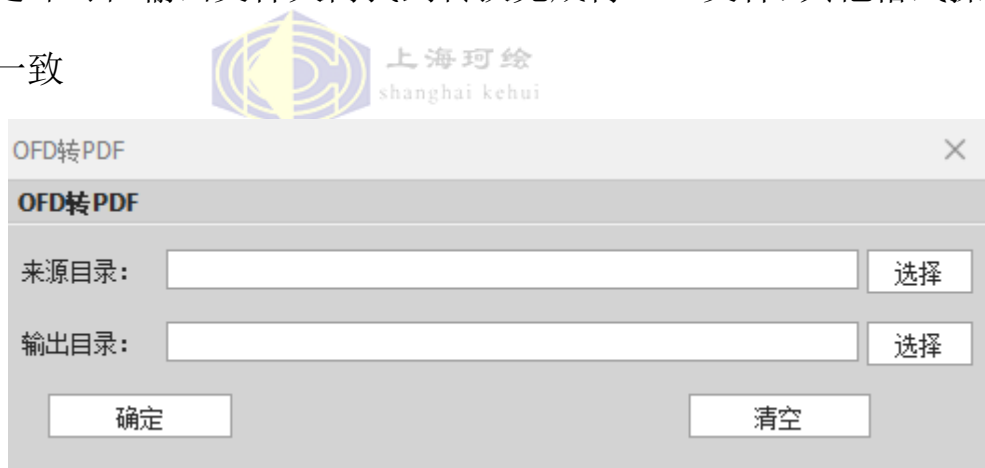 一致
上海珂绘
shanghai kehui
OFD转PDF
OFD转PDF
来源目录:
选择
输出目录:
选择
确定
清空